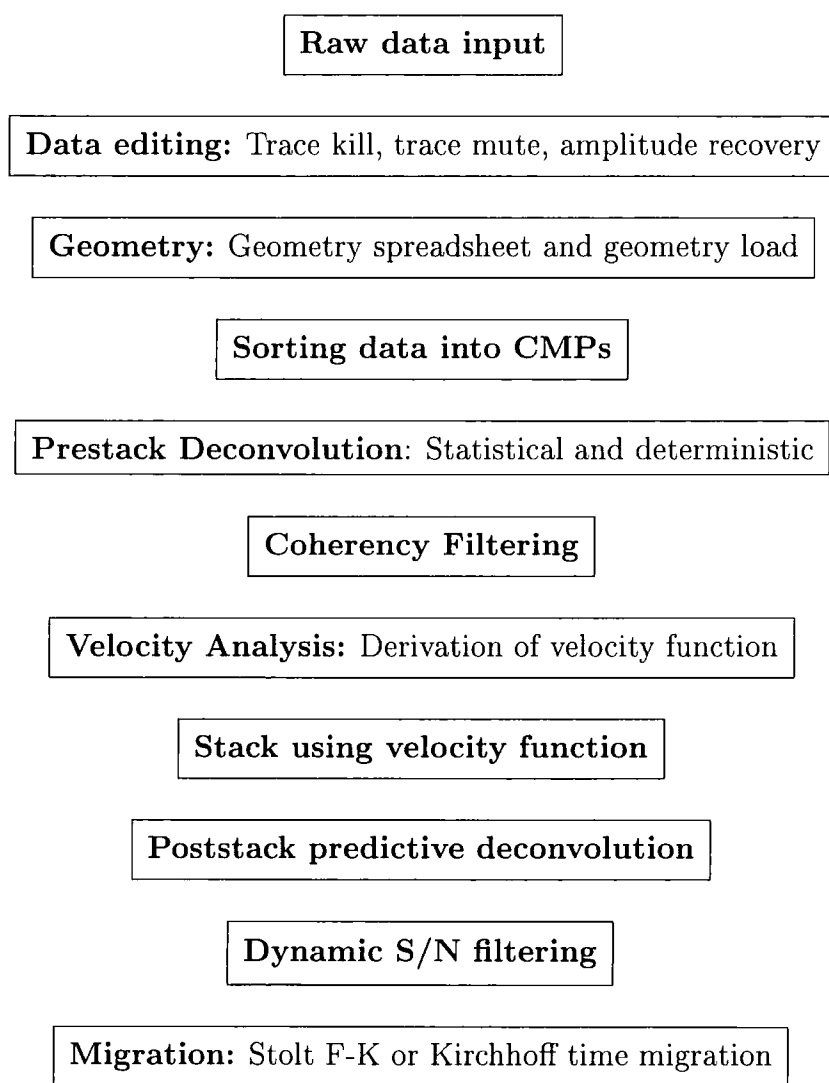 Raw data input
Data editing: Trace kill, trace mute, amplitude recovery
Geometry: Geometry spreadsheet and geometry load
Sorting data into CMPs
Prestack Deconvolution: Statistical and deterministic
Coherency Filtering
Velocity Analysis: Derivation of velocity function
Stack using velocity function
Poststack predictive deconvolution
Dynamic S/N filtering
Migration: Stolt F-K or Kirchhoff time migration